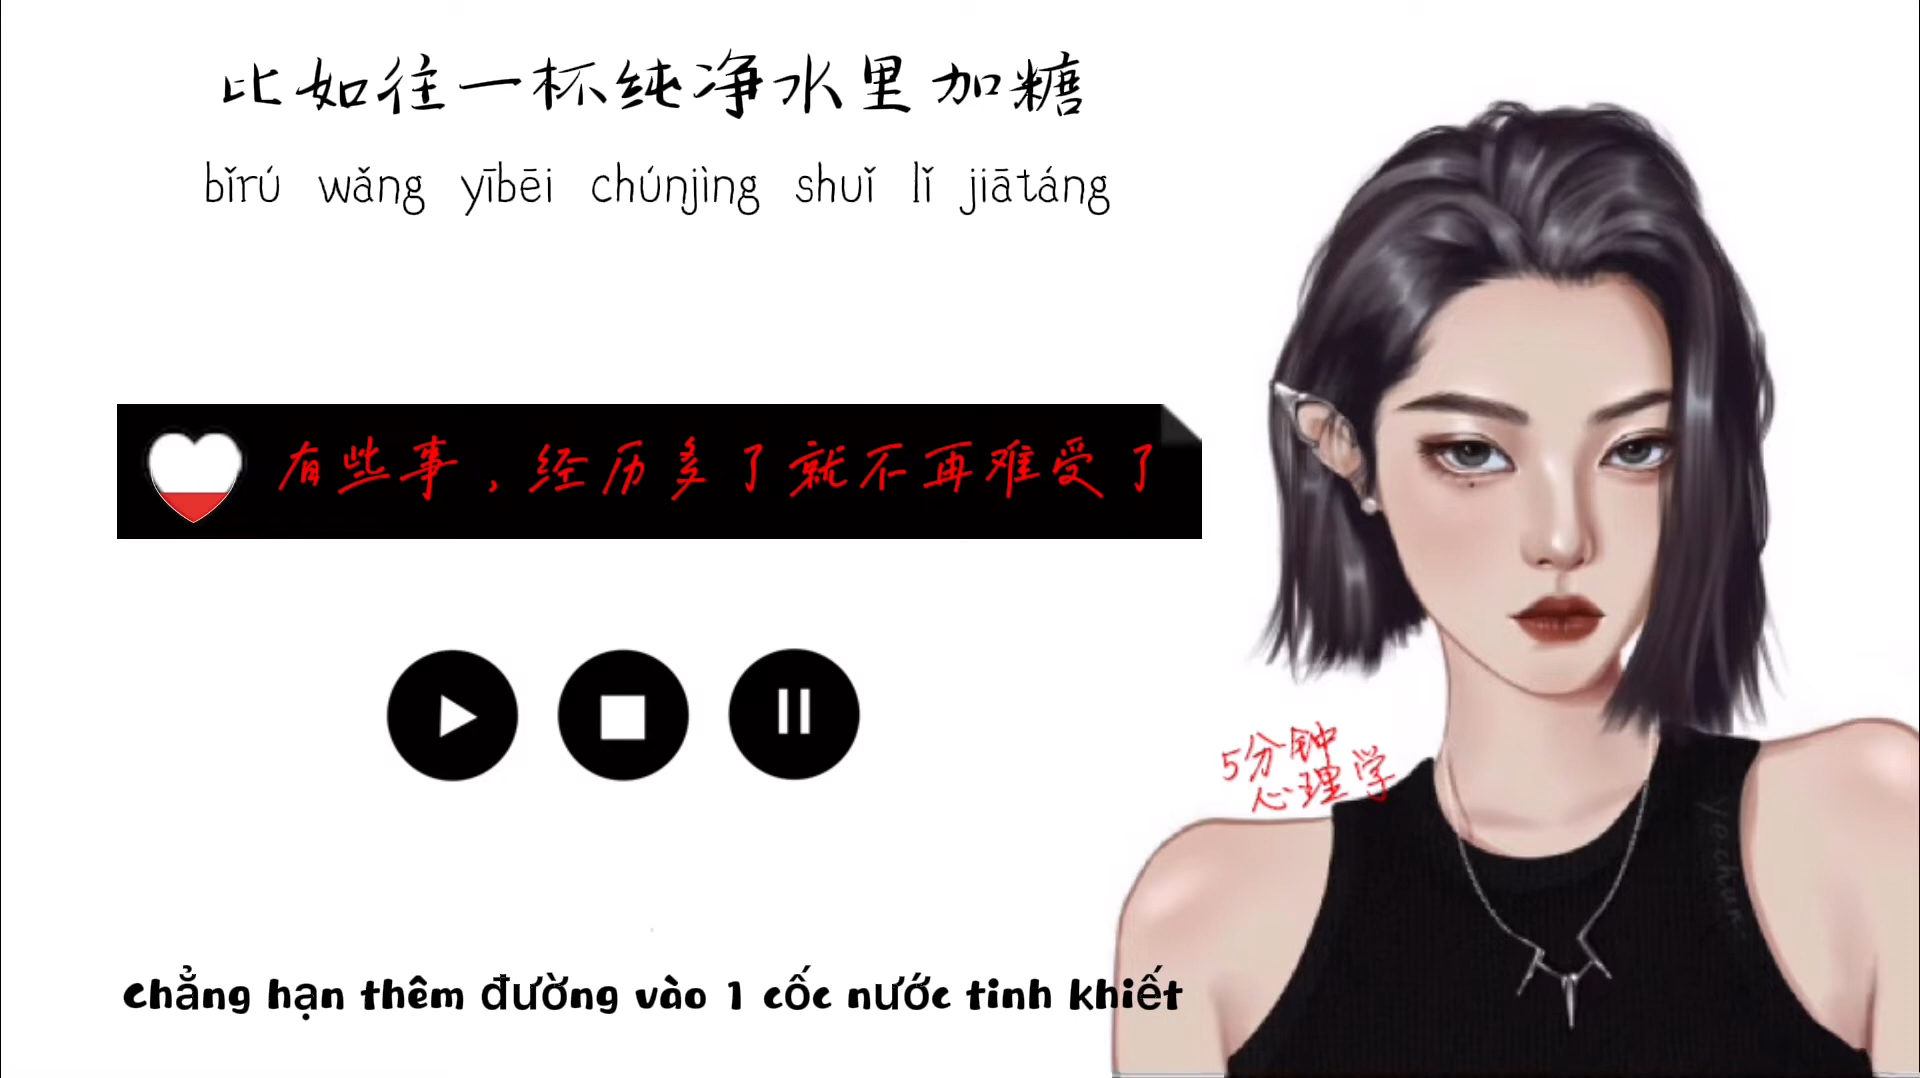 比如往一杯纯净水里加糖
bǐrú wǎng yībēi chúnjìng shuǐ lǐ jiātáng
有些事，经历多了就不再难受了
5分钟
心理学
yechun
chẳng hạn thêm đường vào 1 cốc nước tinh khiết